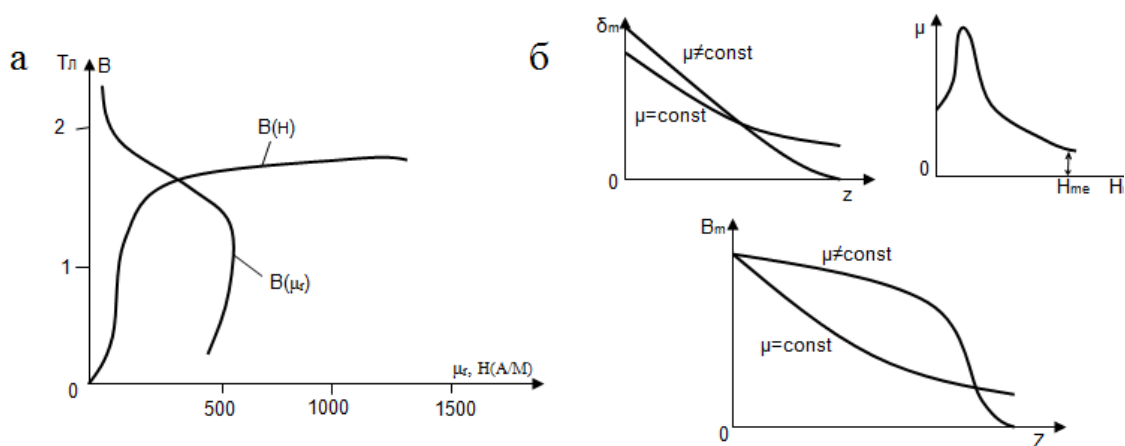 а
Тл B
2
B(H)
1
B(μr)
0
μr, H(А/М)
500
1000
1500
б
δm
μ≠const
μ=const
0
z
μ
0
Hme
Bm
μ≠const
μ=const
0
Z